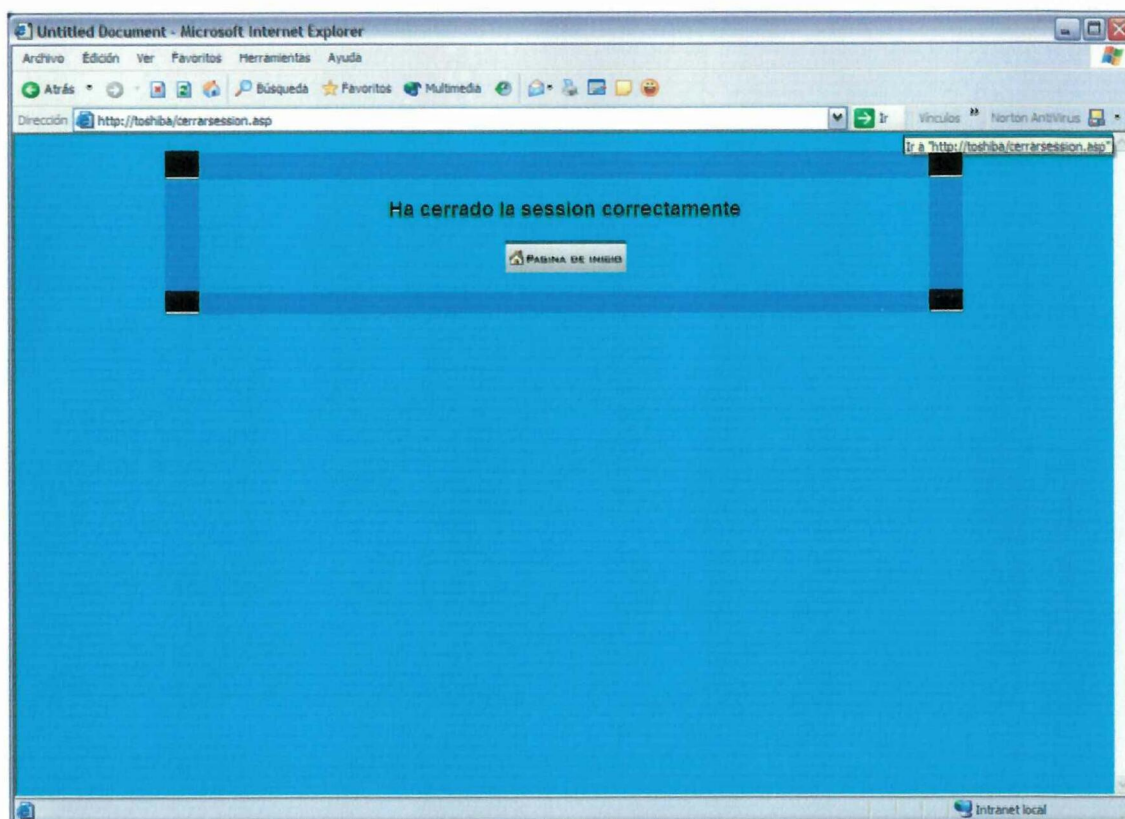 Untitled Document - Microsoft Internet Explorer
Archivo Edición Ver Favoritos Herramientas Ayuda
Atrás Búsqueda Favoritos Multimedia
Dirección http://toshiba/cerrarsession.asp Ir Vínculos » Norton AntiVirus
Ir a "http://toshiba/cerrarsession.asp"
Ha cerrado la session correctamente
PAGINA DE INICIO
Intranet local